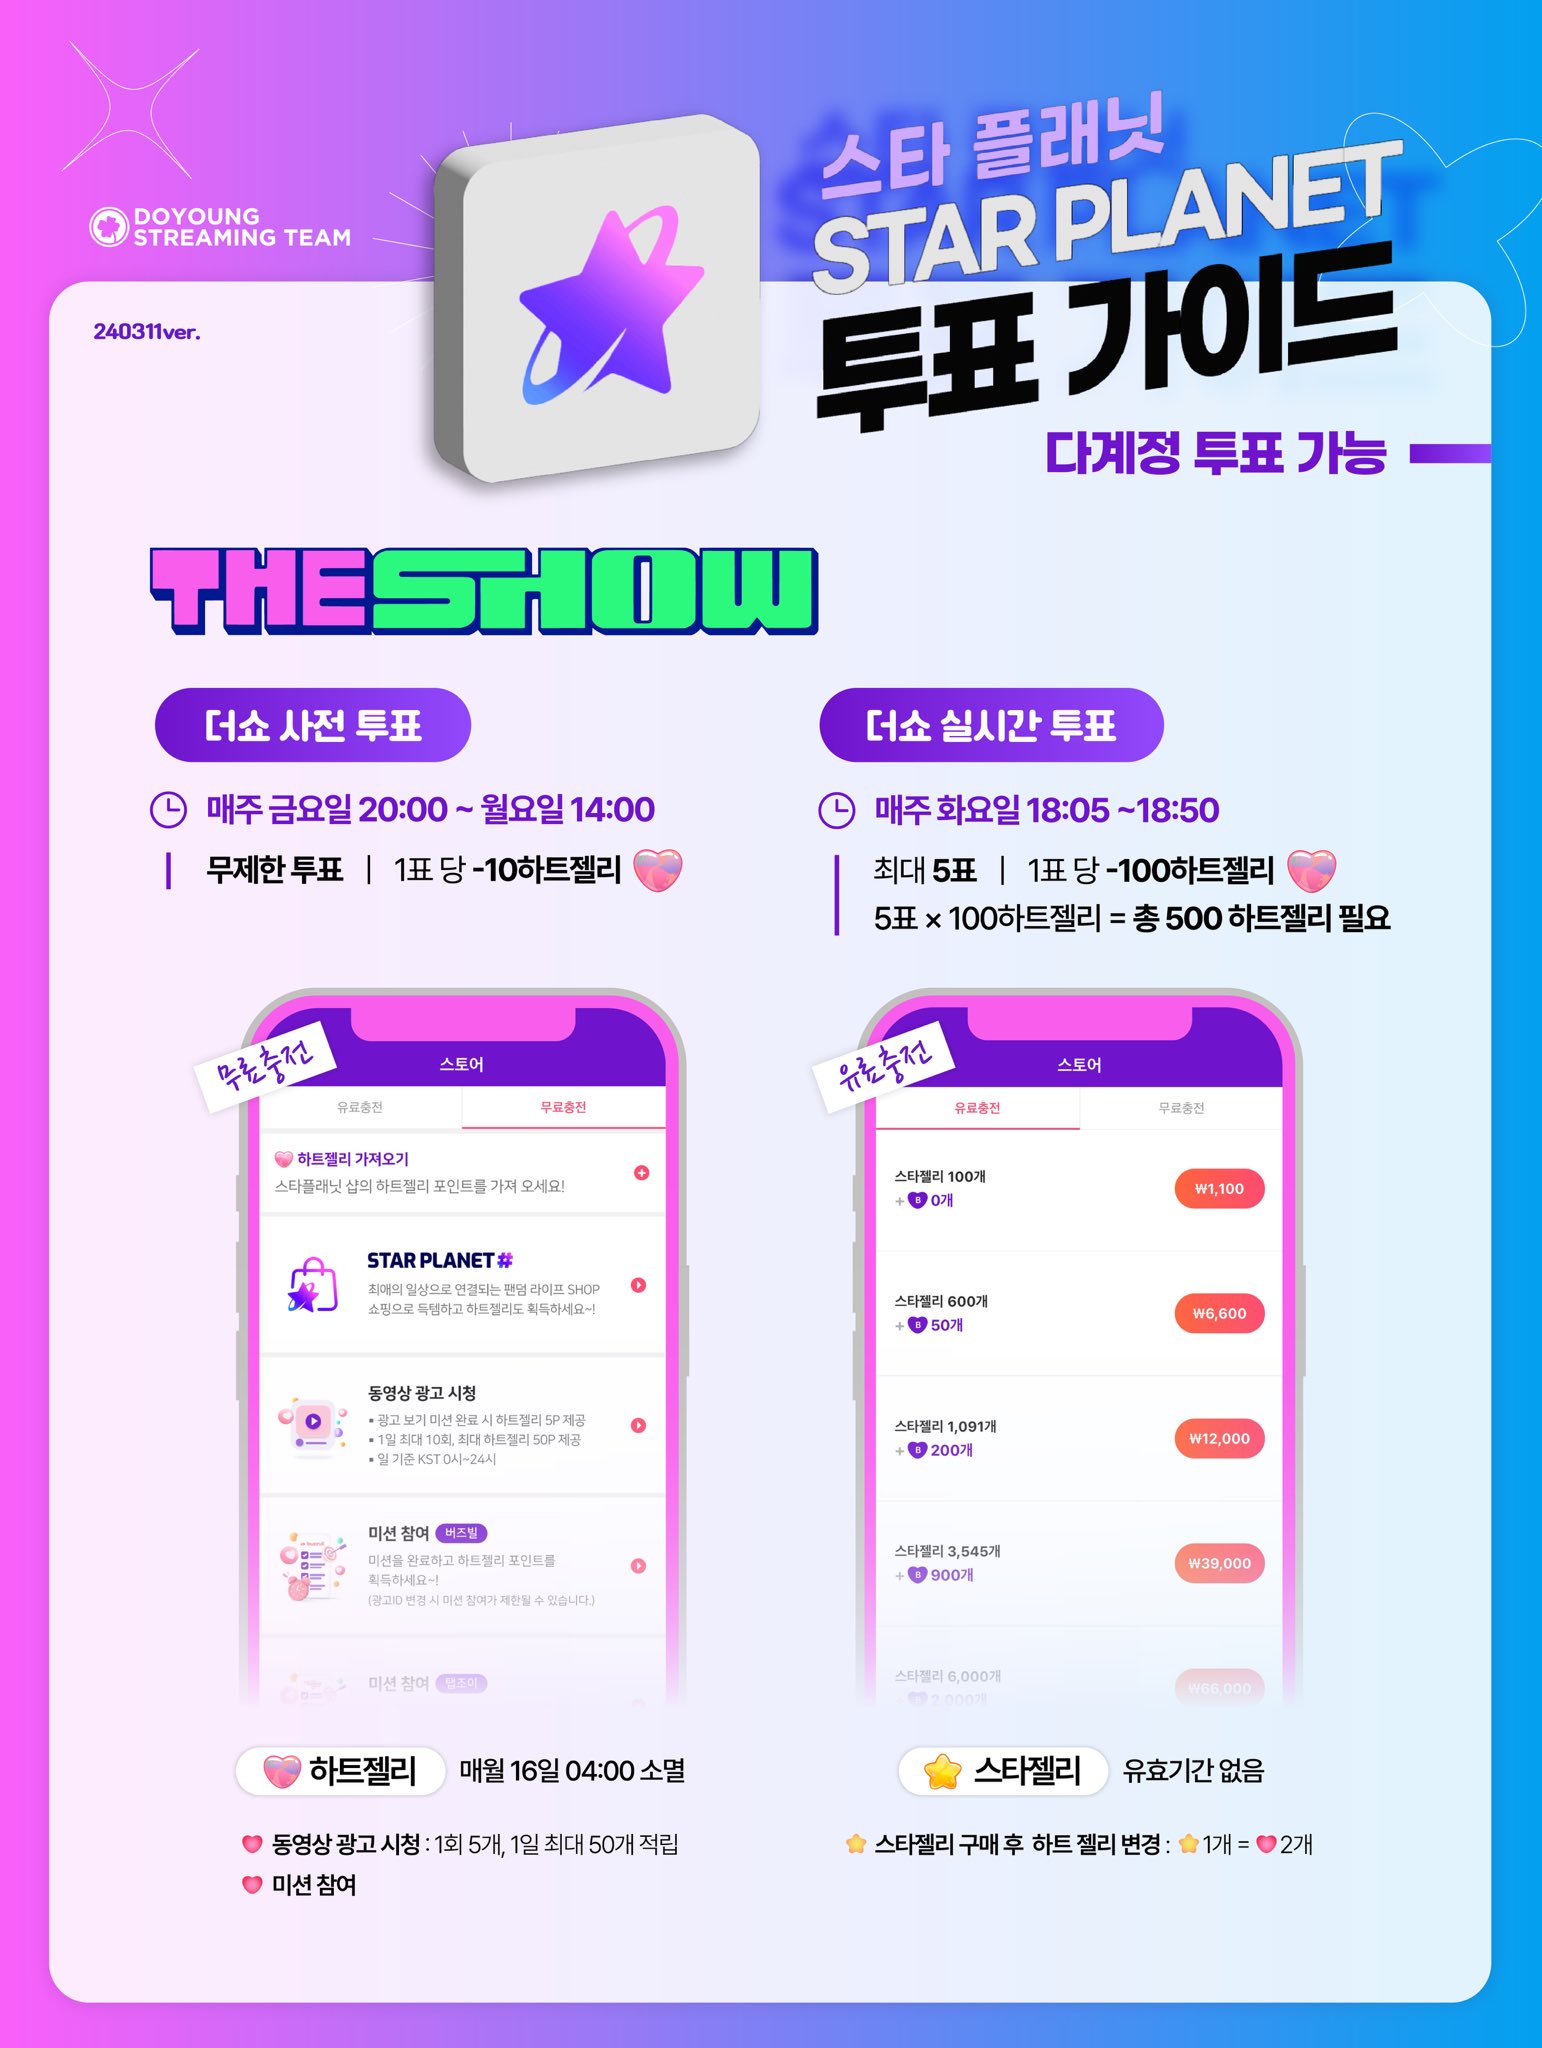 DOYOUNG
STREAMING TEAM
스타 플래닛
STAR PLANET
투표 가이드
240311ver.
다계정 투표 가능
THE SHOW
더쇼 사전 투표
매주 금요일 20:00 ~ 월요일 14:00
무제한 투표 | 1표 당 -10하트젤리
더쇼 실시간 투표
매주 화요일 18:05 ~18:50
최대 5표 | 1표 당 -100하트젤리
5표 × 100하트젤리 = 총 500 하트젤리 필요
무료충전
스토어
유료충전 무료충전
하트젤리 가져오기
스타플래닛 샵의 하트젤리 포인트를 가져 오세요!
STAR PLANET #
최애의 일상으로 연결되는 팬덤 라이프 SHOP
쇼핑으로 득템하고 하트젤리도 획득하세요~!
동영상 광고 시청
▪ 광고 보기 미션 완료 시 하트젤리 5P 제공
▪ 1일 최대 10회, 최대 하트젤리 50P 제공
▪ 일 기준 KST 0시~24시
미션 참여 버즈빌
미션을 완료하고 하트젤리 포인트를
획득하세요~!
(광고ID 변경 시 미션 참여가 제한될 수 있습니다.)
미션 참여 탭조이
유료충전
스토어
유료충전 무료충전
스타젤리 100개
+ B 0개
₩1,100
스타젤리 600개
+ B 50개
₩6,600
스타젤리 1,091개
+ B 200개
₩12,000
스타젤리 3,545개
+ B 900개
₩39,000
스타젤리 6,000개
+ B 2,000개
₩66,000
하트젤리 매월 16일 04:00 소멸
동영상 광고 시청 : 1회 5개, 1일 최대 50개 적립
미션 참여
스타젤리 유효기간 없음
스타젤리 구매 후 하트 젤리 변경 : 1개 = 2개